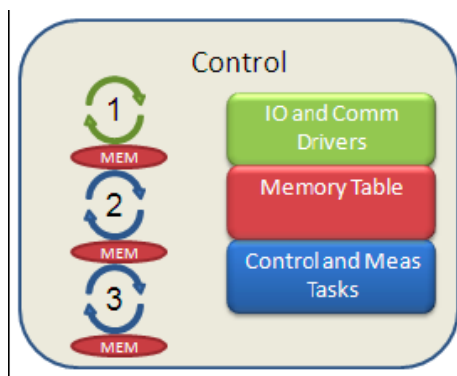 Control
1
MEM
2
MEM
3
MEM
IO and Comm
Drivers
Memory Table
Control and Meas
Tasks